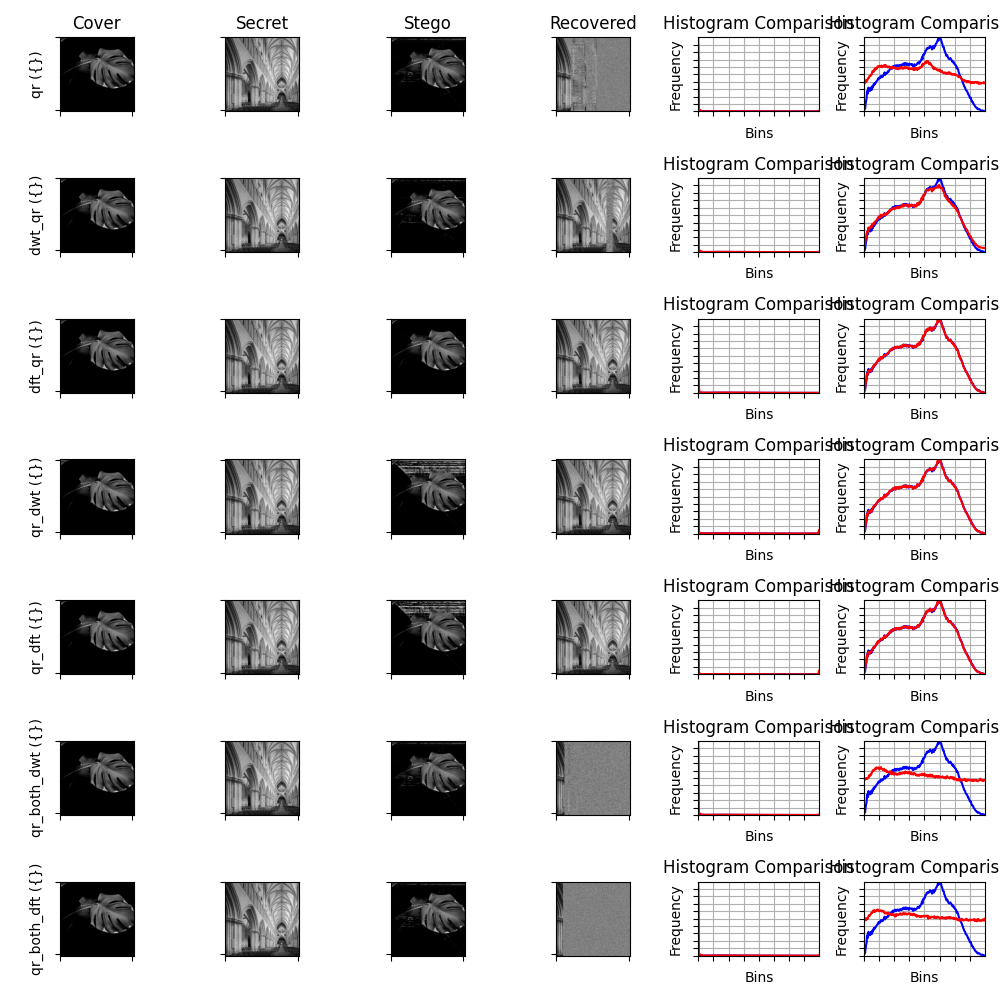 Cover Secret Stego Recovered Histogram Comparison Histogram Comparis
qr ({}) Frequency Frequency
Bins Bins
Histogram Comparison Histogram Comparis
dwt_qr ({}) Frequency Frequency
Bins Bins
Histogram Comparison Histogram Comparis
dft_qr ({}) Frequency Frequency
Bins Bins
Histogram Comparison Histogram Comparis
qr_dwt ({}) Frequency Frequency
Bins Bins
Histogram Comparison Histogram Comparis
qr_dft ({}) Frequency Frequency
Bins Bins
Histogram Comparison Histogram Comparis
qr_both_dwt ({}) Frequency Frequency
Bins Bins
Histogram Comparison Histogram Comparis
qr_both_dft ({}) Frequency Frequency
Bins Bins